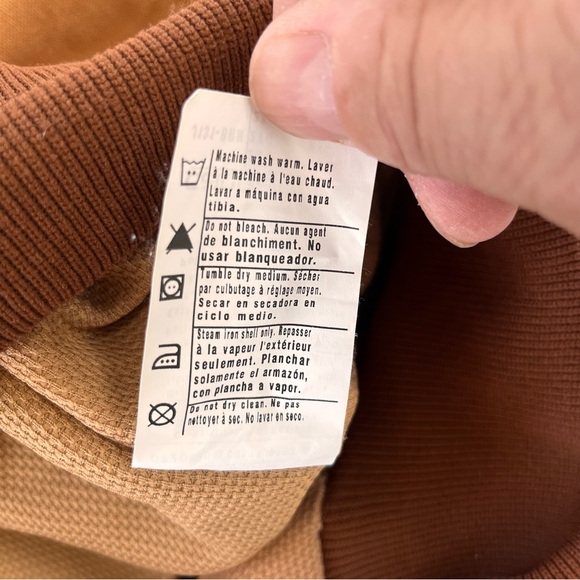 Machine wash warm. Laver
à la machine à l'eau chaud.
Lavar a máquina con agua
tibia.
Do not bleach. Aucun agent
de blanchiment. No
usar blanqueador.
Tumble dry medium. Sécher
par culbutage à réglage moyen.
Secar en secadora en
ciclo medio.
Steam iron shell only. Repasser
à la vapeur l'extérieur
seulement. Planchar
solamente el armazón,
con plancha a vapor.
Do not dry clean. Ne pas
nettoyer à sec. No lavar en seco.